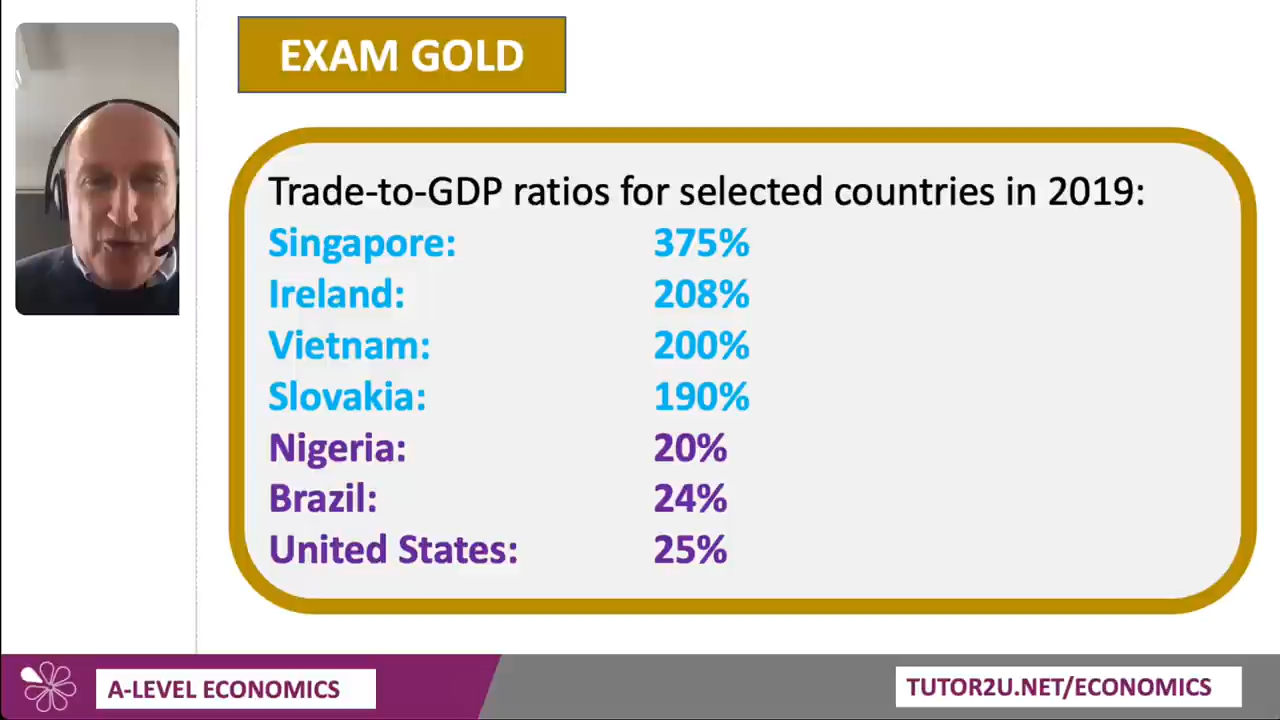 EXAM GOLD
Trade-to-GDP ratios for selected countries in 2019:
Singapore: 375%
Ireland: 208%
Vietnam: 200%
Slovakia: 190%
Nigeria: 20%
Brazil: 24%
United States: 25%
A-LEVEL ECONOMICS
TUTOR2U.NET/ECONOMICS